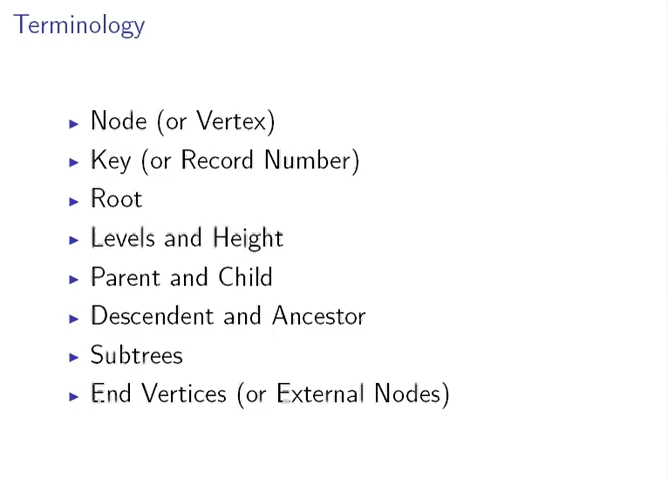 Terminology
Node (or Vertex)
Key (or Record Number)
Root
Levels and Height
Parent and Child
Descendent and Ancestor
Subtrees
End Vertices (or External Nodes)